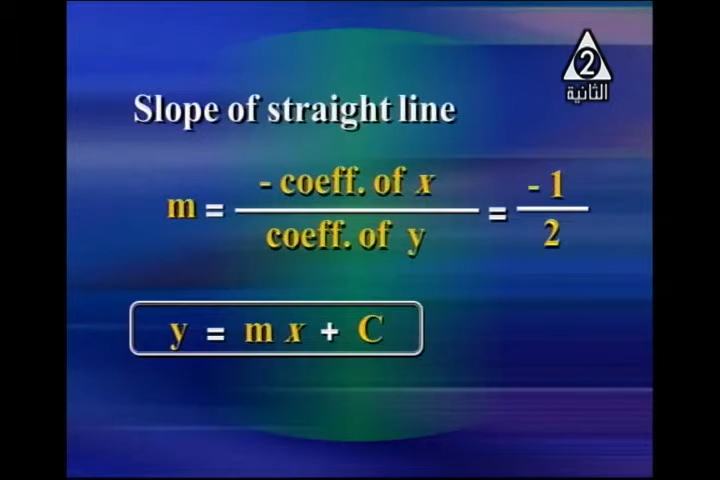 2
الثانية
Slope of straight line
m = - coeff. of x / coeff. of y = - 1 / 2
y = m x + C